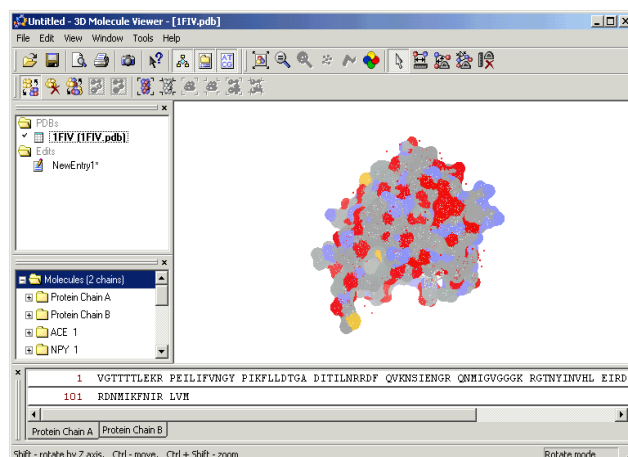 Untitled - 3D Molecule Viewer - [1FIV.pdb]
File Edit View Window Tools Help
AT
CG
PDBs
1FIV (1FIV.pdb)
Edits
NewEntry1*
Molecules (2 chains)
Protein Chain A
Protein Chain B
ACE 1
NPY 1
1 VGTTTTLEKR PEILIFVNGY PIKFLLDTGA DITILNRRDF QVKNSIENGR QNMIGVGGGK RGTNYINVHL EIRD
101 RDNMIKFNIR LVM
Protein Chain A Protein Chain B
Shift - rotate by Z axis, Ctrl - move, Ctrl + Shift - zoom Rotate mode